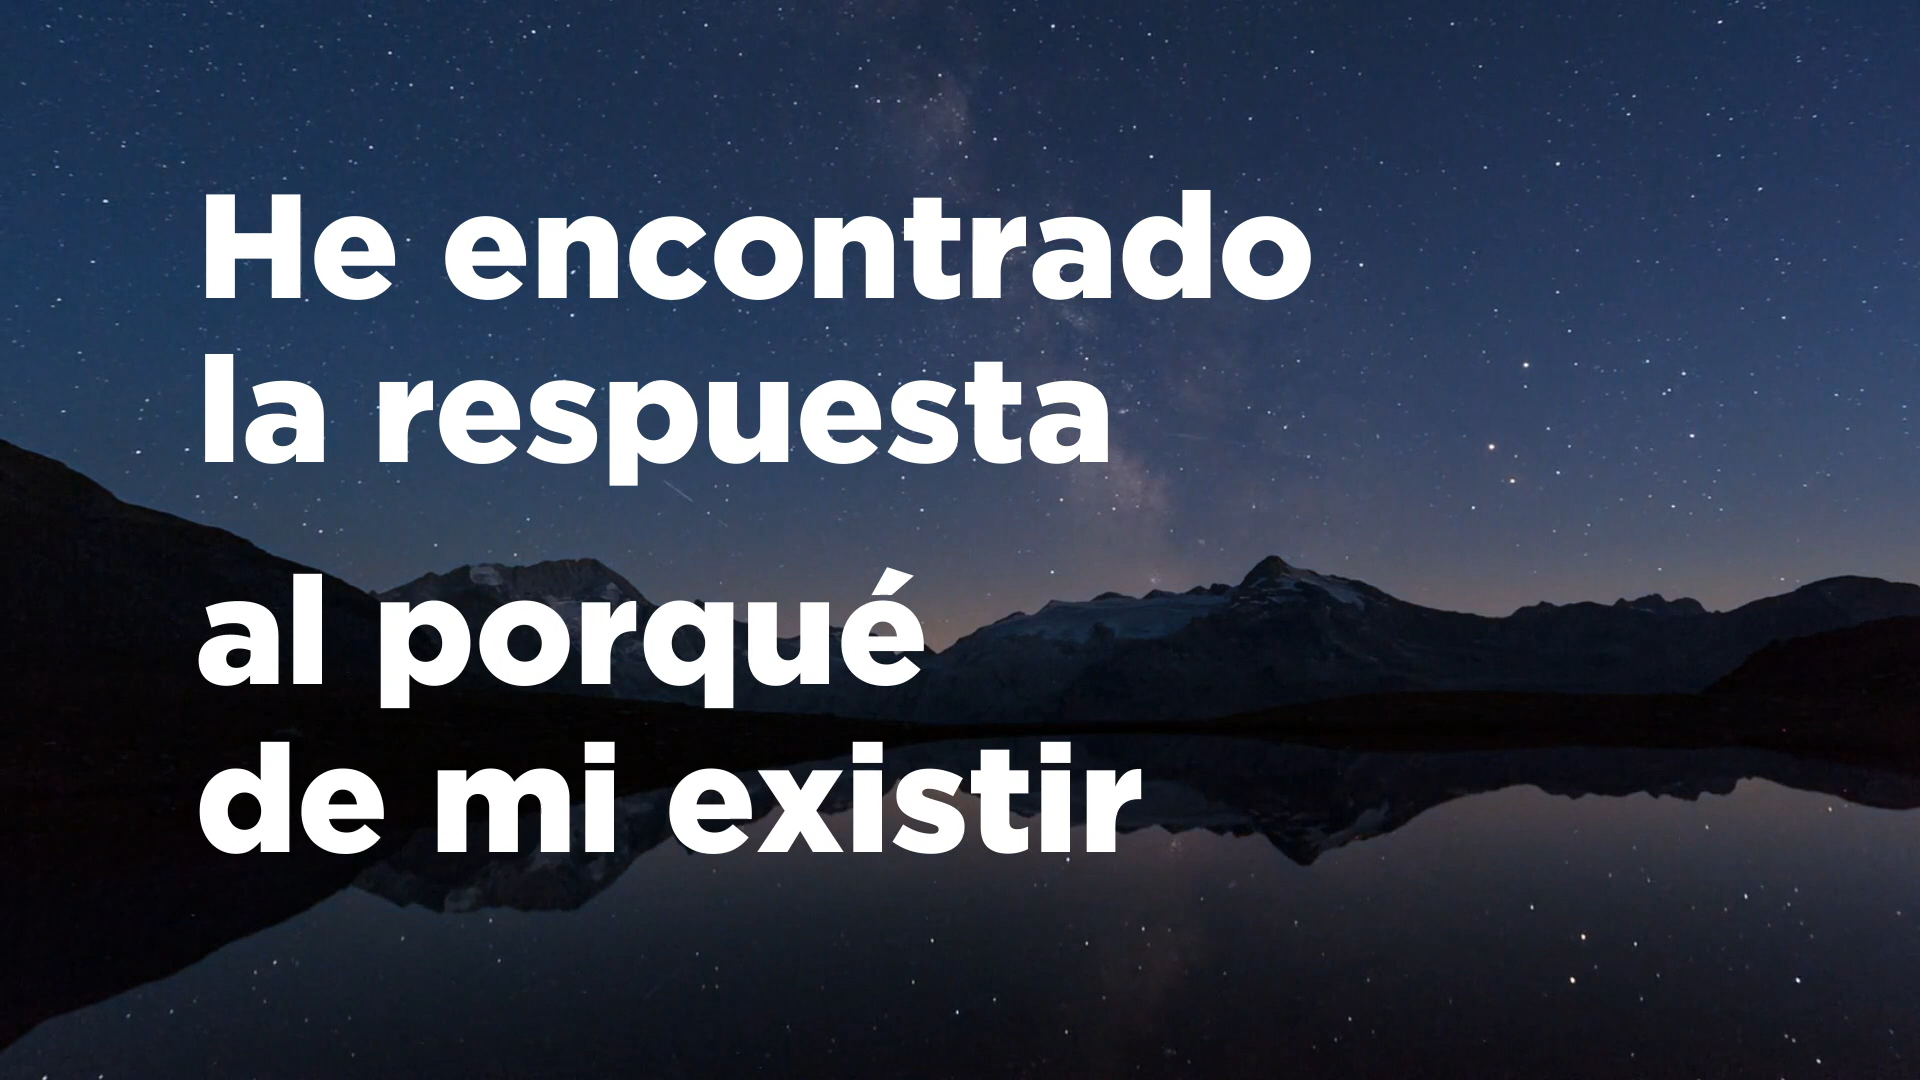 He encontrado
la respuesta
al porqué
de mi existir